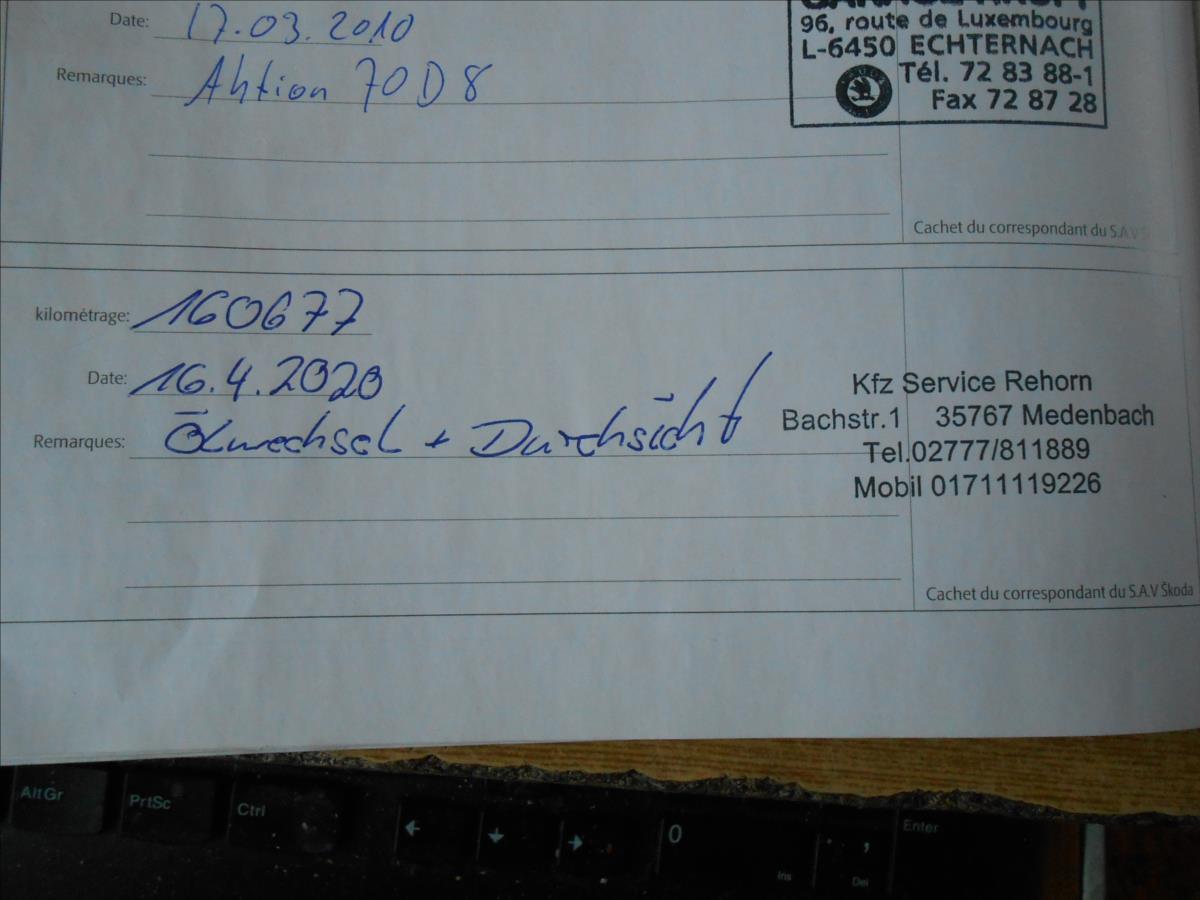 Date: 17.03.2010
Remarques: Aktion 70D8
96, route de Luxembourg
L-6450 ECHTERNACH
Tél. 72 83 88-1
Fax 72 87 28
Cachet du correspondant du S.A.V
kilométrage: 160677
Date: 16.4.2020
Remarques: Ölwechsel + Durchsicht
Kfz Service Rehorn
Bachstr.1 35767 Medenbach
Tel.02777/811889
Mobil 01711119226
Cachet du correspondant du S.A.V Škoda
AltGr
PrtSc
Ctrl
0
Ins
,
Del
Enter